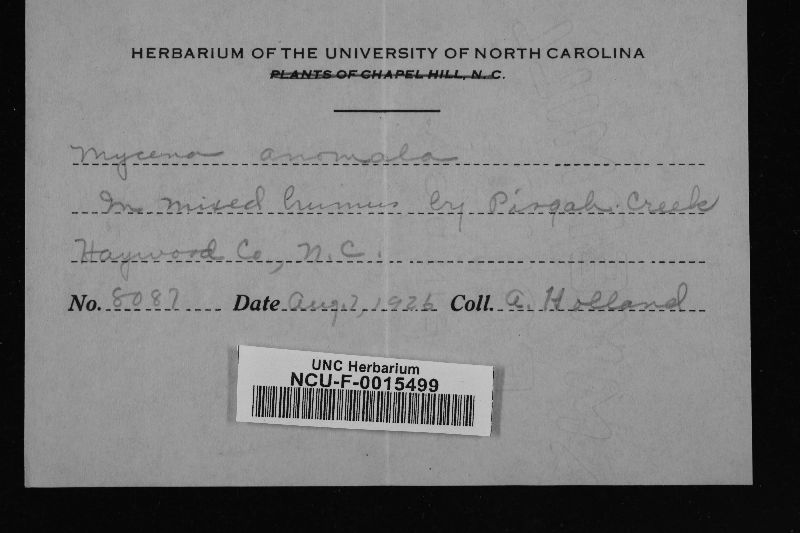 HERBARIUM OF THE UNIVERSITY OF NORTH CAROLINA
PLANTS OF CHAPEL HILL, N. C.
Mycena anomala
In mixed humus by Pisgah Creek
Haywood Co, N.C.
No. 8087 Date Aug. 7, 1926 Coll. A. Holland
UNC Herbarium
NCU-F-0015499